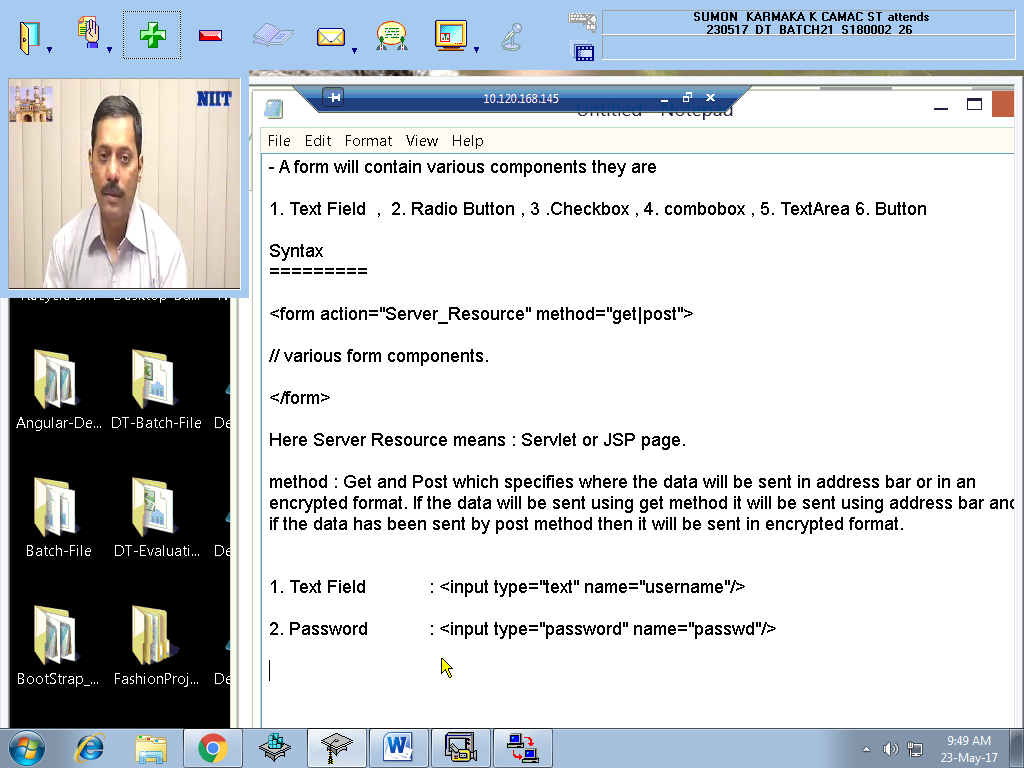 SUMON KARMAKA K CAMAC ST attends
230517 DT BATCH21 S180002 26
NIIT
10.120.168.145
Untitled - Notepad
File Edit Format View Help
- A form will contain various components they are
1. Text Field , 2. Radio Button , 3 .Checkbox , 4. combobox , 5. TextArea 6. Button
Syntax
=========
<form action="Server_Resource" method="get|post">
// various form components.
</form>
Here Server Resource means : Servlet or JSP page.
method : Get and Post which specifies where the data will be sent in address bar or in an
encrypted format. If the data will be sent using get method it will be sent using address bar and
if the data has been sent by post method then it will be sent in encrypted format.
1. Text Field : <input type="text" name="username"/>
2. Password : <input type="password" name="passwd"/>
Angular-De... DT-Batch-File De
Batch-File DT-Evaluati... De
BootStrap_... FashionProj... De
9:49 AM
23-May-17